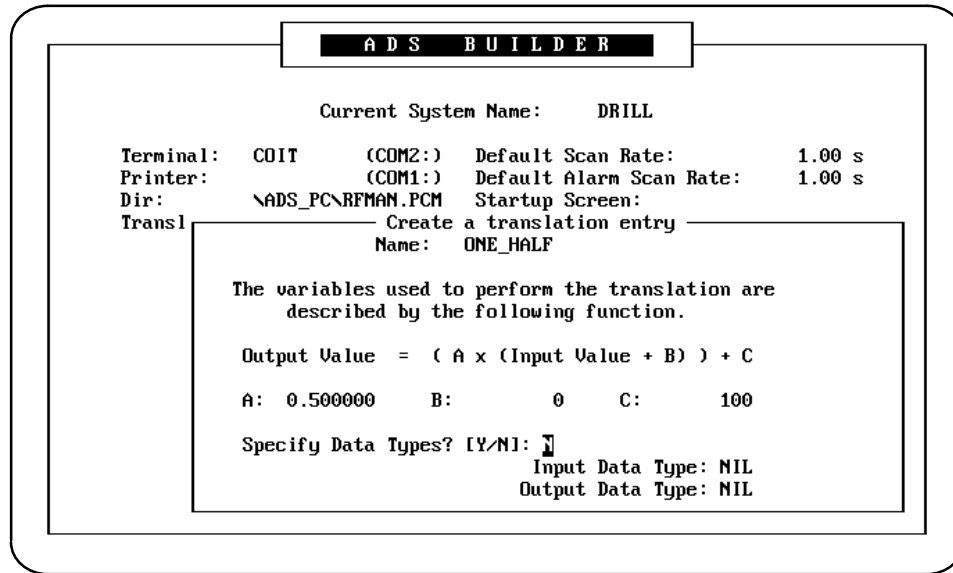 ADS BUILDER
Current System Name: DRILL
Terminal: COIT (COM2:) Default Scan Rate: 1.00 s
Printer: (COM1:) Default Alarm Scan Rate: 1.00 s
Dir: \ADS_PC\RFMAN.PCM Startup Screen:
Transl
Create a translation entry
Name: ONE_HALF
The variables used to perform the translation are
described by the following function.
Output Value = ( A x (Input Value + B) ) + C
A: 0.500000 B: 0 C: 100
Specify Data Types? [Y/N]: N
Input Data Type: NIL
Output Data Type: NIL